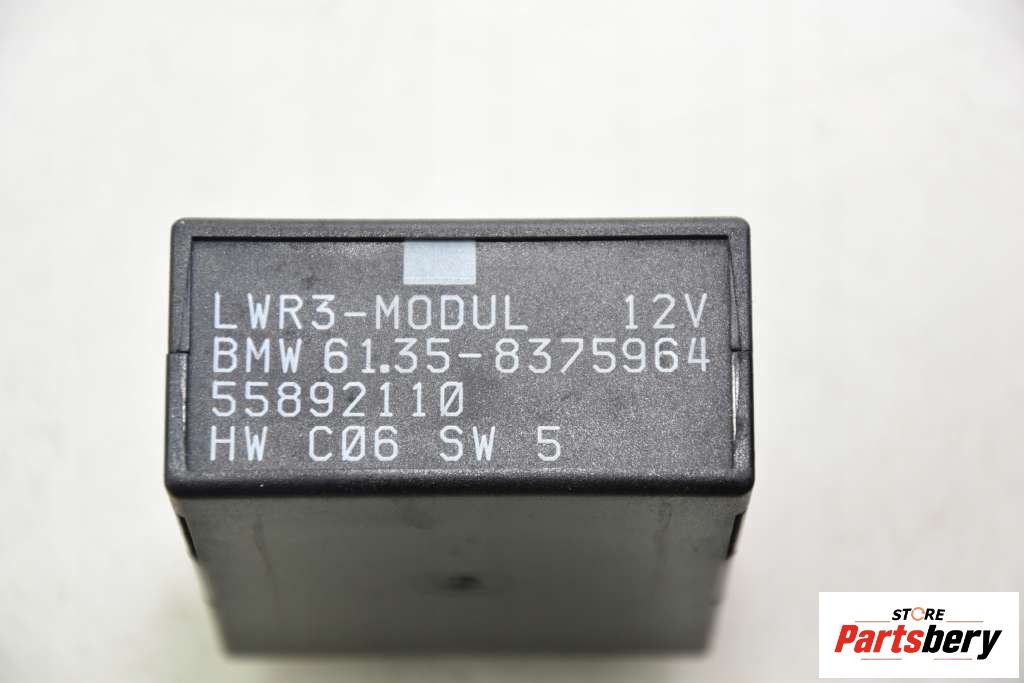 LWR3-MODUL 12V
BMW 61.35-8375964
55892110
HW C06 SW 5
STORE
Partsbery